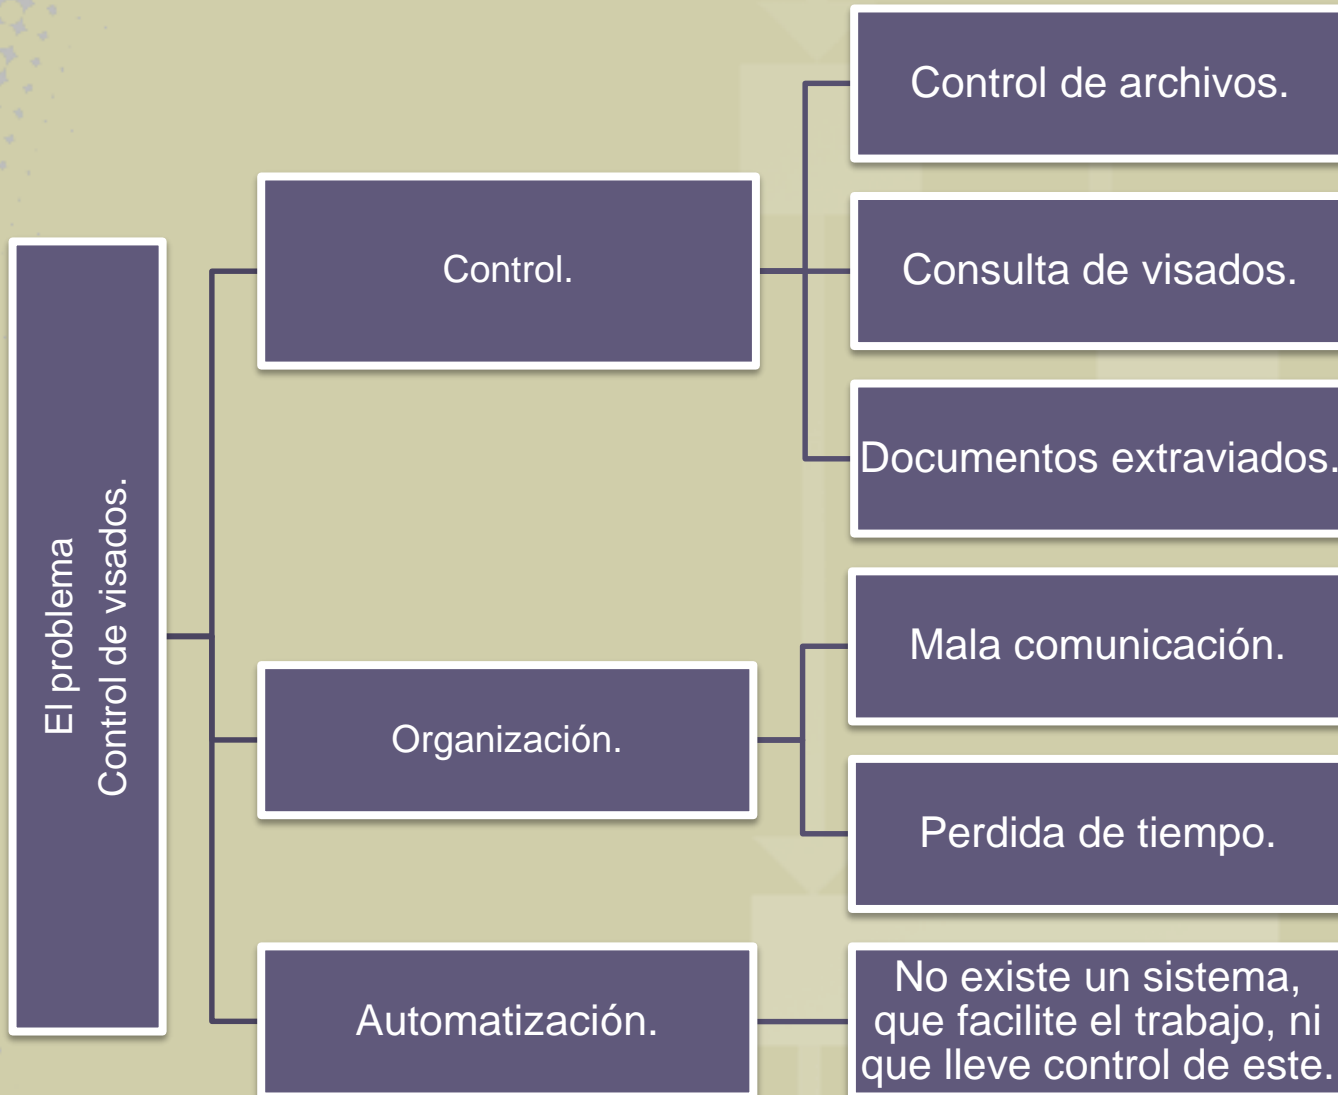 El problema
Control de visados.
Control.
Control de archivos.
Consulta de visados.
Documentos extraviados.
Organización.
Mala comunicación.
Perdida de tiempo.
Automatización.
No existe un sistema,
que facilite el trabajo, ni
que lleve control de este.